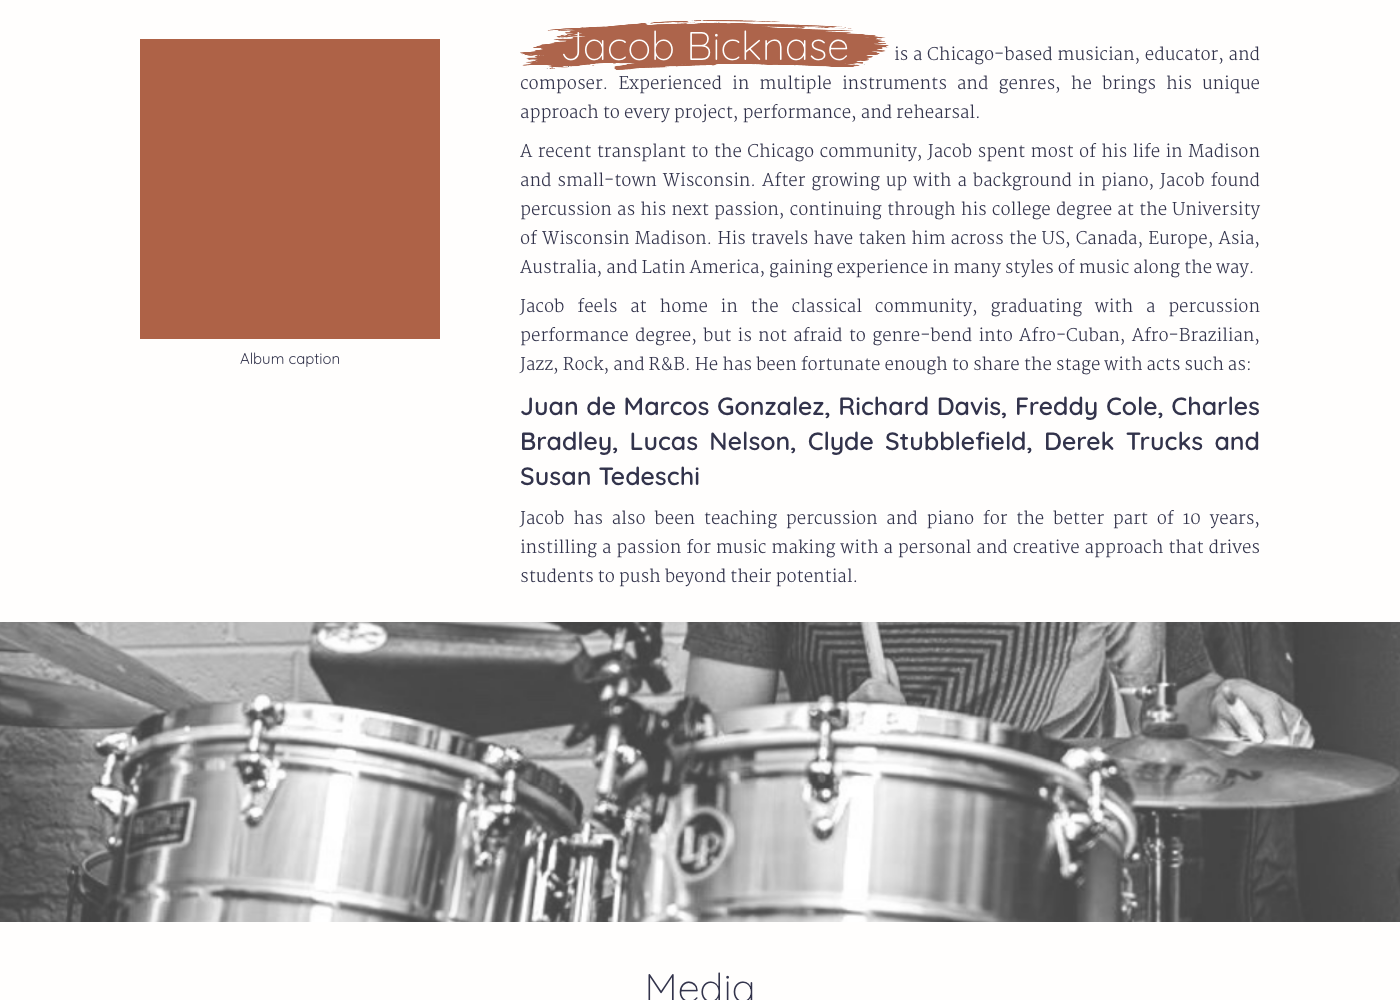 Jacob Bicknase is a Chicago-based musician, educator, and
composer. Experienced in multiple instruments and genres, he brings his unique
approach to every project, performance, and rehearsal.
A recent transplant to the Chicago community, Jacob spent most of his life in Madison
and small-town Wisconsin. After growing up with a background in piano, Jacob found
percussion as his next passion, continuing through his college degree at the University
of Wisconsin Madison. His travels have taken him across the US, Canada, Europe, Asia,
Australia, and Latin America, gaining experience in many styles of music along the way.
Jacob feels at home in the classical community, graduating with a percussion
performance degree, but is not afraid to genre-bend into Afro-Cuban, Afro-Brazilian,
Jazz, Rock, and R&B. He has been fortunate enough to share the stage with acts such as:
Juan de Marcos Gonzalez, Richard Davis, Freddy Cole, Charles
Bradley, Lucas Nelson, Clyde Stubblefield, Derek Trucks and
Susan Tedeschi
Jacob has also been teaching percussion and piano for the better part of 10 years,
instilling a passion for music making with a personal and creative approach that drives
students to push beyond their potential.
Album caption
LP
Media